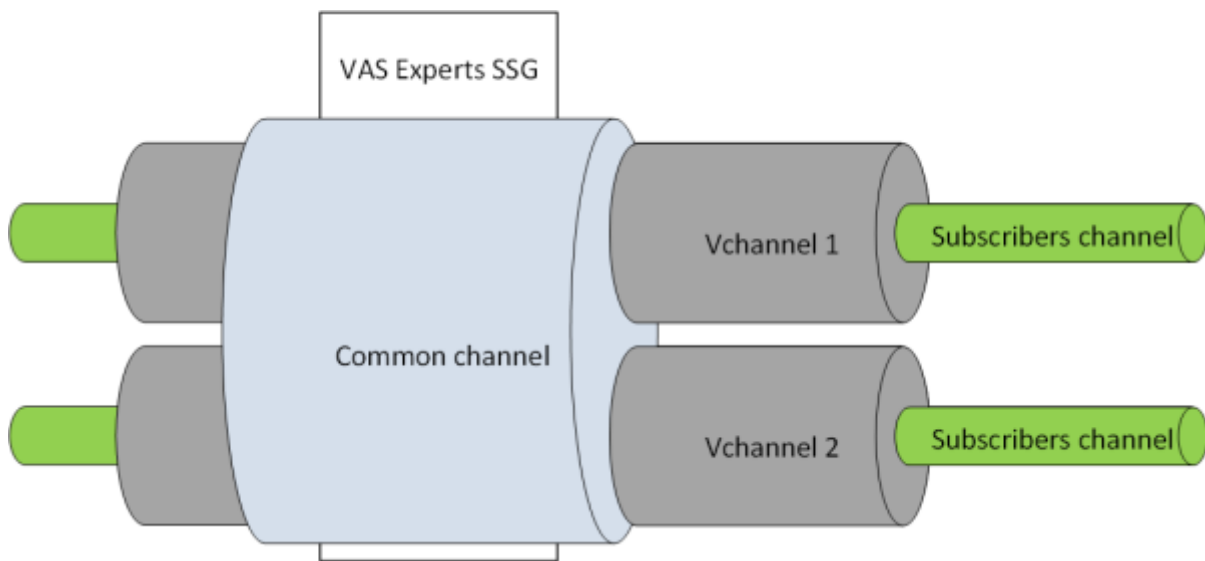 VAS Experts SSG
Vchannel 1
Subscribers channel
Common channel
Vchannel 2
Subscribers channel